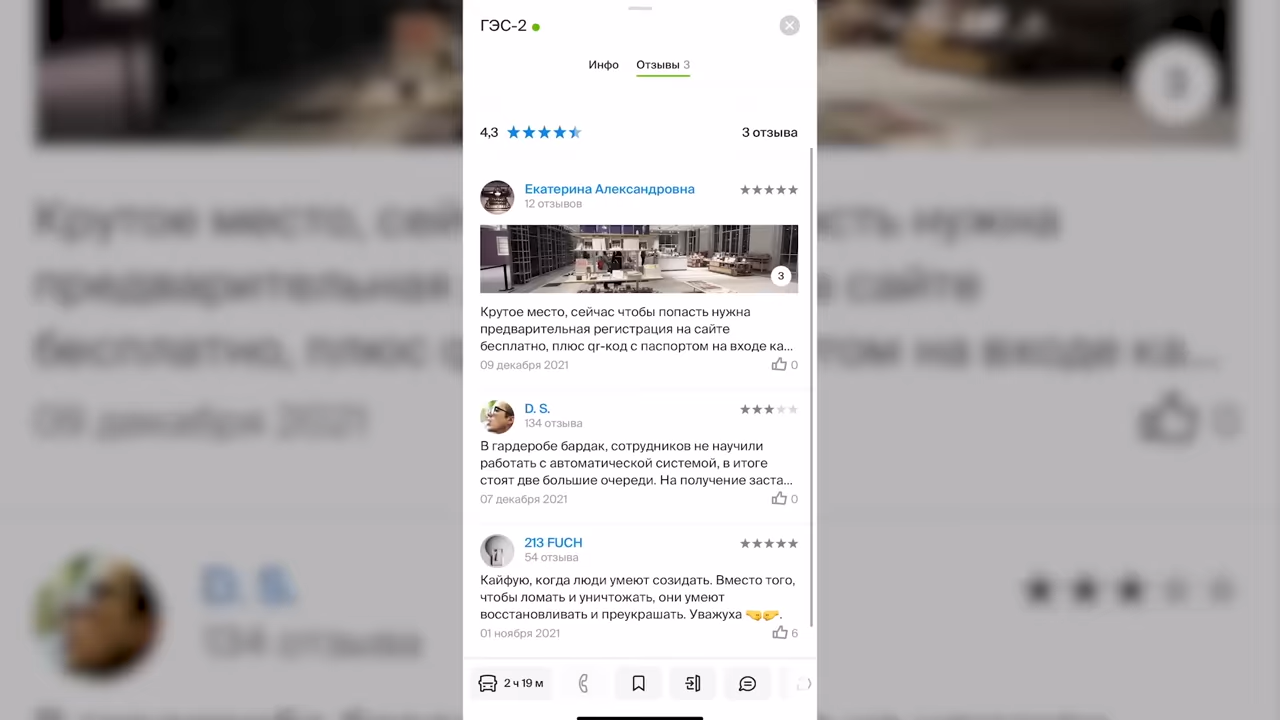 ГЭС-2
Инфо
Отзывы 3
4,3
3 отзыва
Екатерина Александровна
12 отзывов
3
Крутое место, сейчас чтобы попасть нужна
предварительная регистрация на сайте
бесплатно, плюс qr-код с паспортом на входе ка...
09 декабря 2021
0
D. S.
134 отзыва
В гардеробе бардак, сотрудников не научили
работать с автоматической системой, в итоге
стоят две большие очереди. На получение заста...
07 декабря 2021
0
213 FUCH
54 отзыва
Кайфую, когда люди умеют созидать. Вместо того,
чтобы ломать и уничтожать, они умеют
восстановливать и преукрашать. Уважуха 🤜🤛.
01 ноября 2021
6
2 ч 19 м